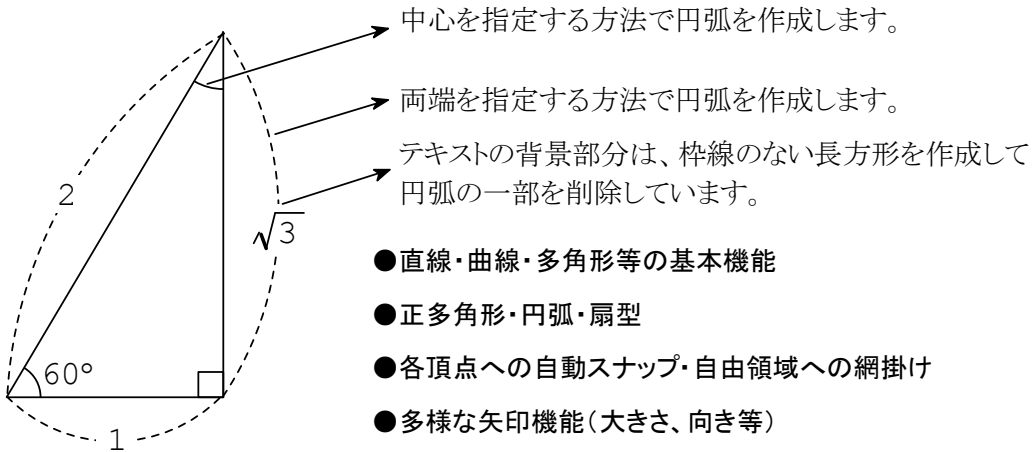 中心を指定する方法で円弧を作成します。
両端を指定する方法で円弧を作成します。
テキストの背景部分は、枠線のない長方形を作成して
円弧の一部を削除しています。
2
√3
●直線・曲線・多角形等の基本機能
●正多角形・円弧・扇型
●各頂点への自動スナップ・自由領域への網掛け
60°
●多様な矢印機能（大きさ、向き等）
1